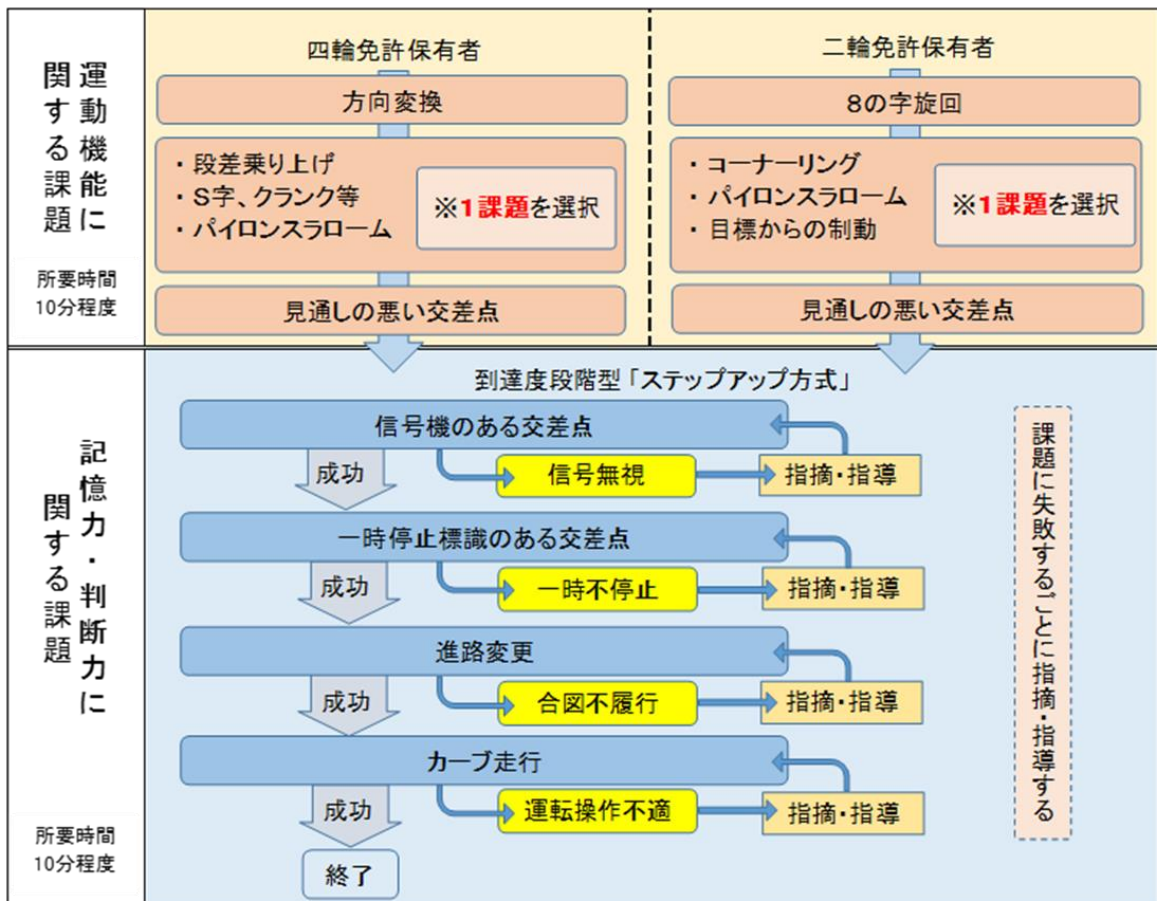 運動機能に
関する課題
所要時間
10分程度
四輪免許保有者
方向変換
・段差乗り上げ
・S字、クランク等
・パイロンスラローム
※1課題を選択
見通しの悪い交差点
二輪免許保有者
8の字旋回
・コーナーリング
・パイロンスラローム
・目標からの制動
※1課題を選択
見通しの悪い交差点
記憶力・判断力に
関する課題
所要時間
10分程度
到達度段階型「ステップアップ方式」
信号機のある交差点
成功
信号無視
指摘・指導
一時停止標識のある交差点
成功
一時不停止
指摘・指導
進路変更
成功
合図不履行
指摘・指導
カーブ走行
成功
運転操作不適
指摘・指導
終了
課題に失敗するごとに指摘・指導する